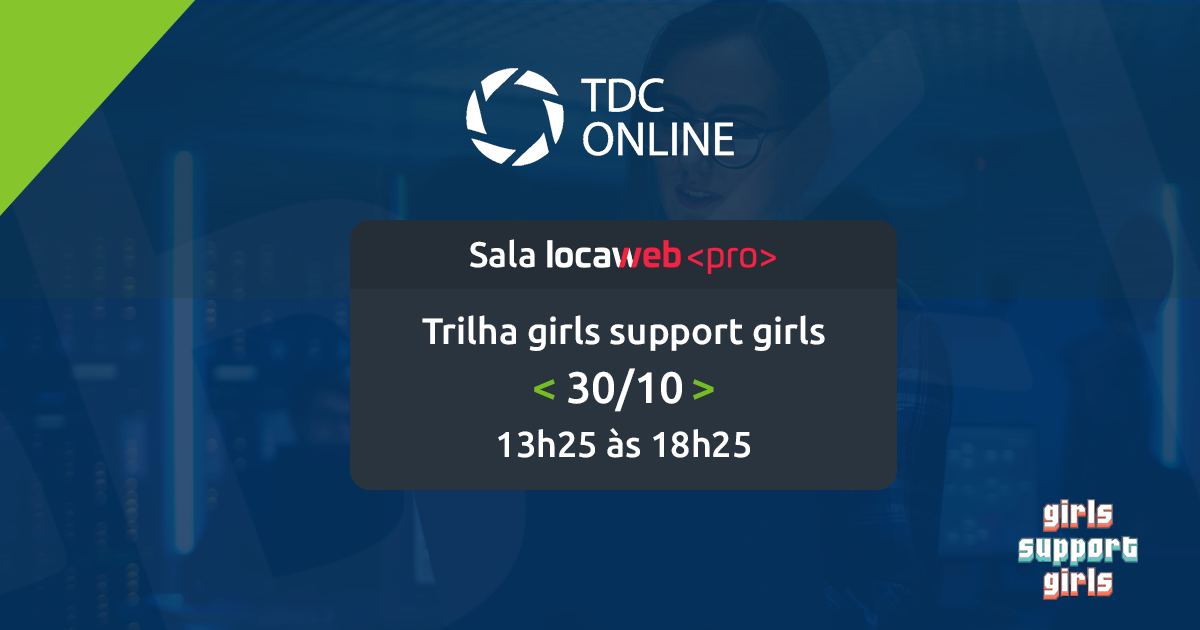 TDC
ONLINE
Sala locaweb <pro>
Trilha girls support girls
< 30/10 >
13h25 às 18h25
girls
support
girls